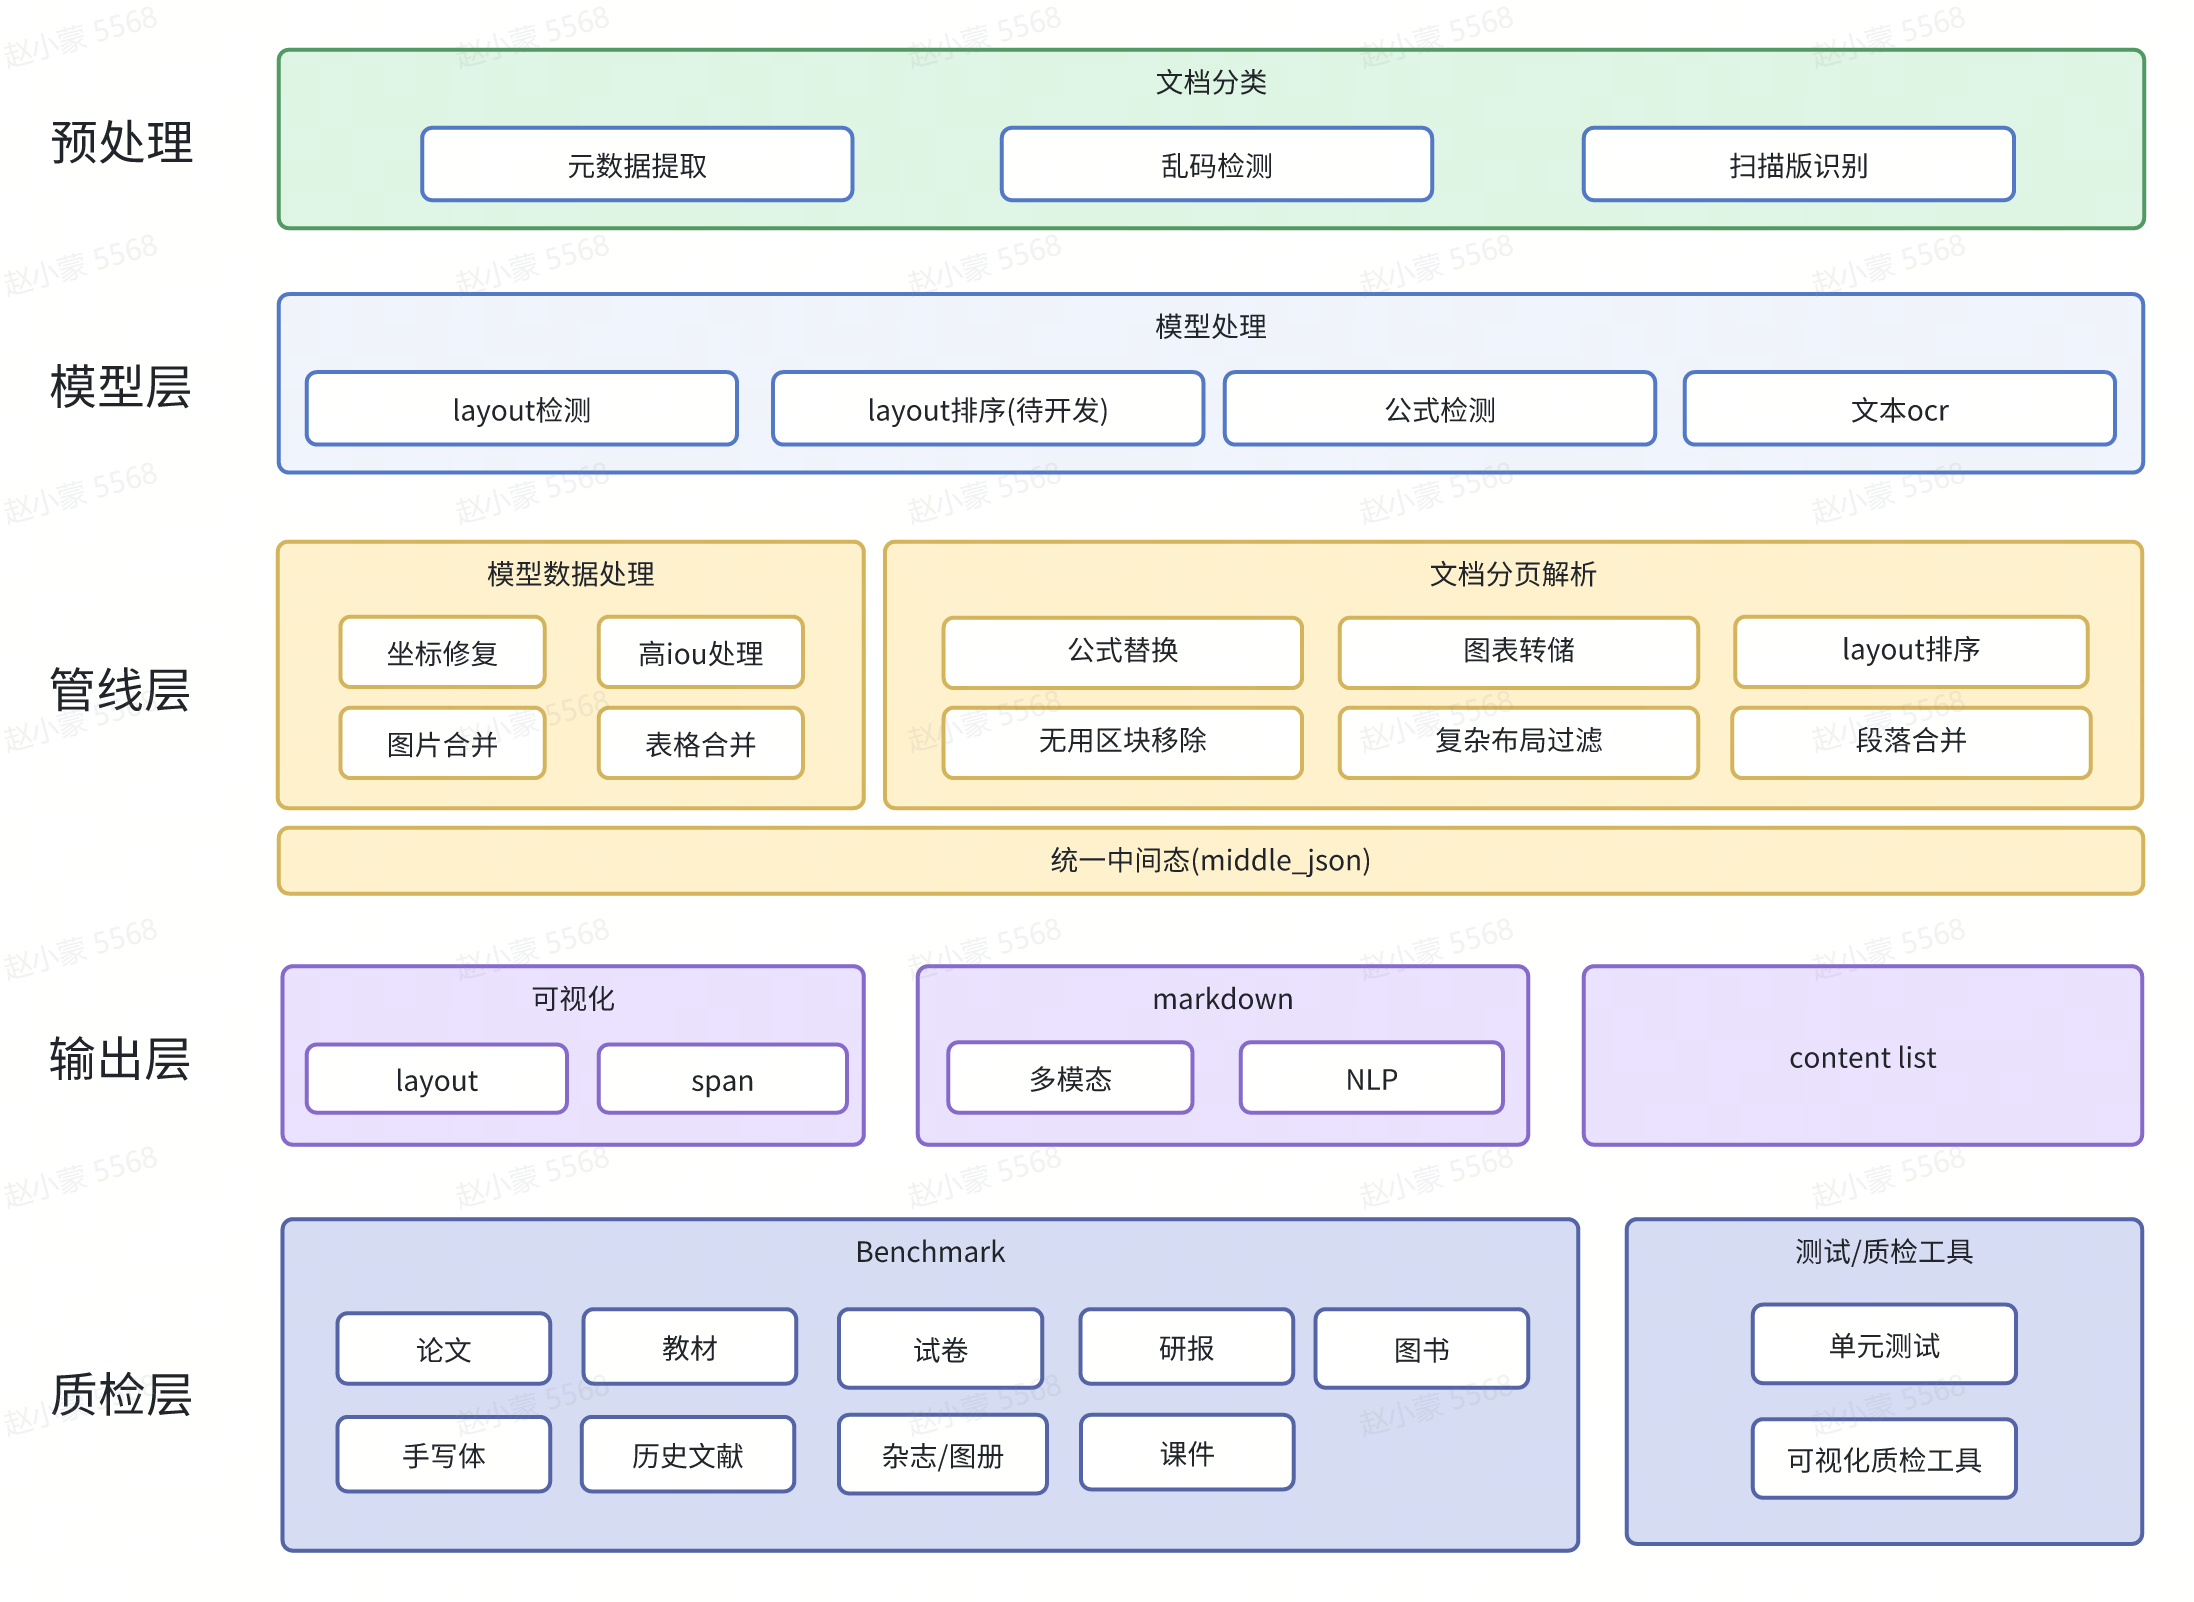 预处理
文档分类
元数据提取
乱码检测
扫描版识别
模型层
模型处理
layout检测
layout排序(待开发)
公式检测
文本ocr
管线层
模型数据处理
坐标修复
高iou处理
图片合并
表格合并
文档分页解析
公式替换
图表转储
layout排序
无用区块移除
复杂布局过滤
段落合并
统一中间态(middle_json)
输出层
可视化
layout
span
markdown
多模态
NLP
content list
质检层
Benchmark
论文
教材
试卷
研报
图书
手写体
历史文献
杂志/图册
课件
测试/质检工具
单元测试
可视化质检工具
赵小蒙 5568